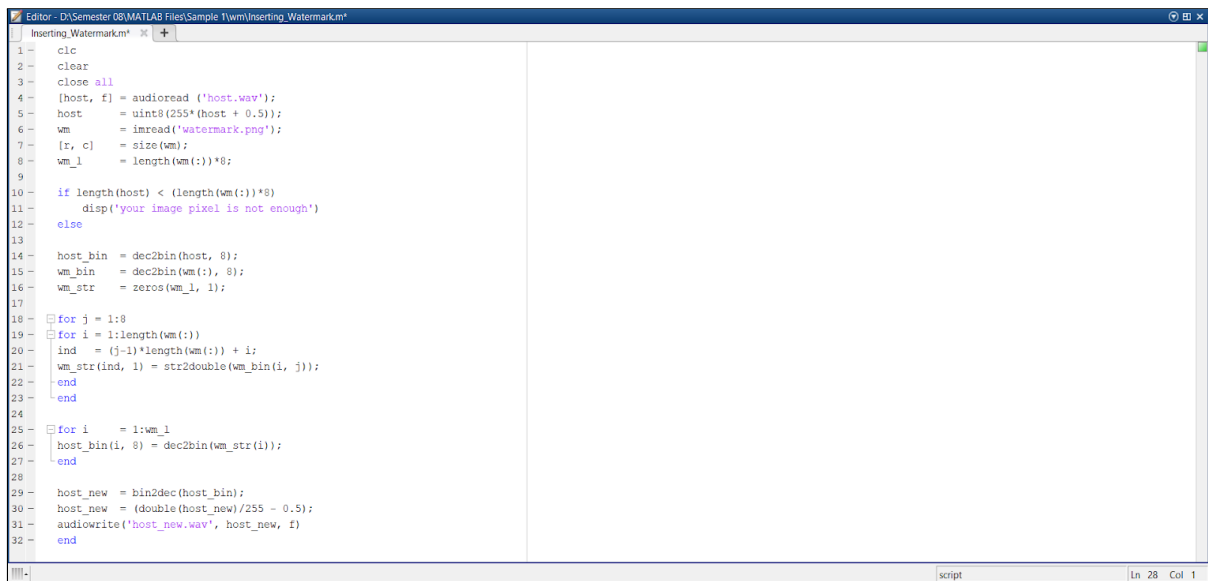 Editor - D:\Semester 08\MATLAB Files\Sample 1\wm\Inserting_Watermark.m*
Inserting_Watermark.m* × +
1 - clc
2 - clear
3 - close all
4 - [host, f] = audioread ('host.wav');
5 - host = uint8(255*(host + 0.5));
6 - wm = imread('watermark.png');
7 - [r, c] = size(wm);
8 - wm_l = length(wm(:))*8;
9
10 - if length(host) < (length(wm(:))*8)
11 - disp('your image pixel is not enough')
12 - else
13
14 - host_bin = dec2bin(host, 8);
15 - wm_bin = dec2bin(wm(:), 8);
16 - wm_str = zeros(wm_l, 1);
17
18 - for j = 1:8
19 - for i = 1:length(wm(:))
20 - ind = (j-1)*length(wm(:)) + i;
21 - wm_str(ind, 1) = str2double(wm_bin(i, j));
22 - end
23 - end
24
25 - for i = 1:wm_l
26 - host_bin(i, 8) = dec2bin(wm_str(i));
27 - end
28
29 - host_new = bin2dec(host_bin);
30 - host_new = (double(host_new)/255 - 0.5);
31 - audiowrite('host_new.wav', host_new, f)
32 - end
script Ln 28 Col 1